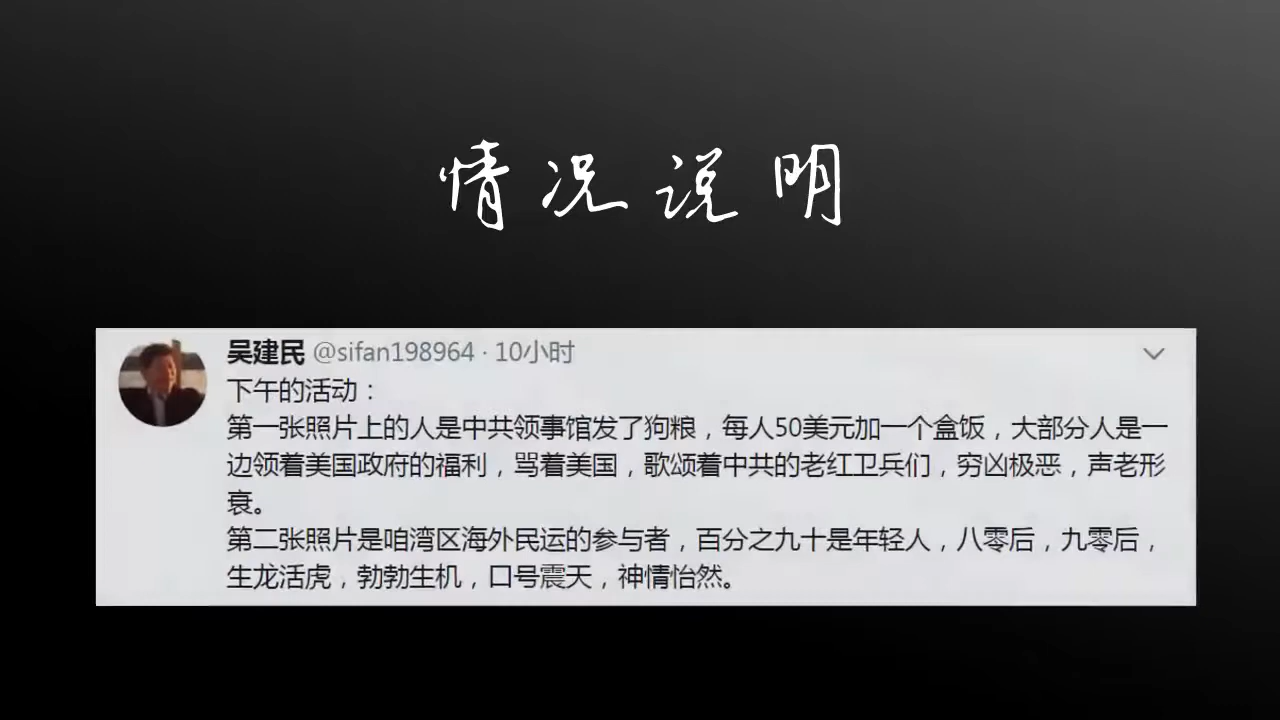 情况说明
吴建民 @sifan198964 · 10小时
下午的活动：
第一张照片上的人是中共领事馆发了狗粮，每人50美元加一个盒饭，大部分人是一
边领着美国政府的福利，骂着美国，歌颂着中共的老红卫兵们，穷凶极恶，声老形
衰。
第二张照片是咱湾区海外民运的参与者，百分之九十是年轻人，八零后，九零后，
生龙活虎，勃勃生机，口号震天，神情怡然。